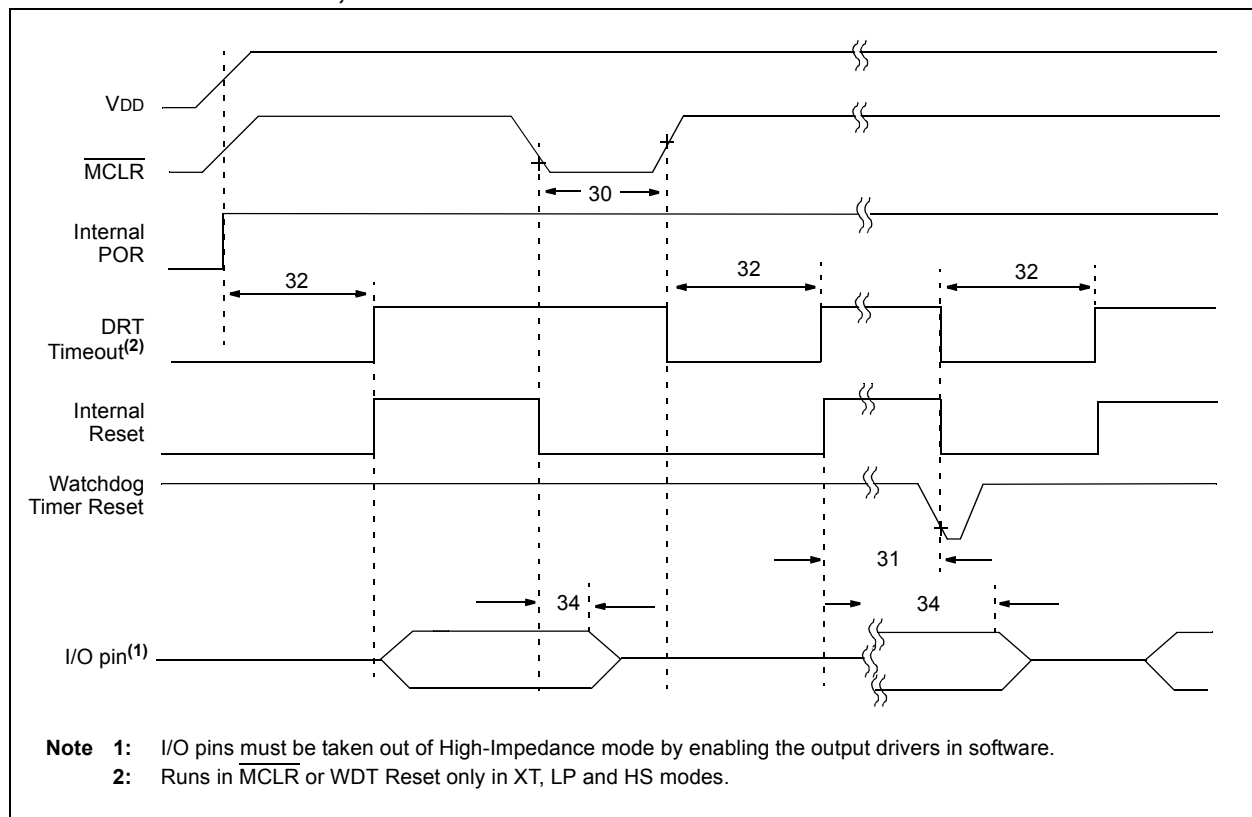 VDD
MCLR
30
Internal
POR
32
32
32
DRT
Timeout(2)
Internal
Reset
Watchdog
Timer Reset
31
34
34
I/O pin(1)
Note 1: I/O pins must be taken out of High-Impedance mode by enabling the output drivers in software.
2: Runs in MCLR or WDT Reset only in XT, LP and HS modes.